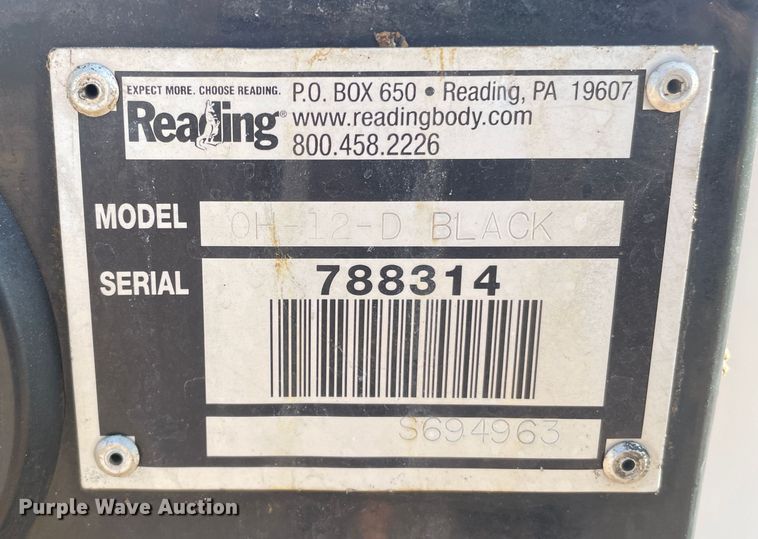 EXPECT MORE. CHOOSE READING.
Reading®
P.O. BOX 650 • Reading, PA 19607
www.readingbody.com
800.458.2226
MODEL OH-12-D BLACK
SERIAL 788314
S694963
Purple Wave Auction